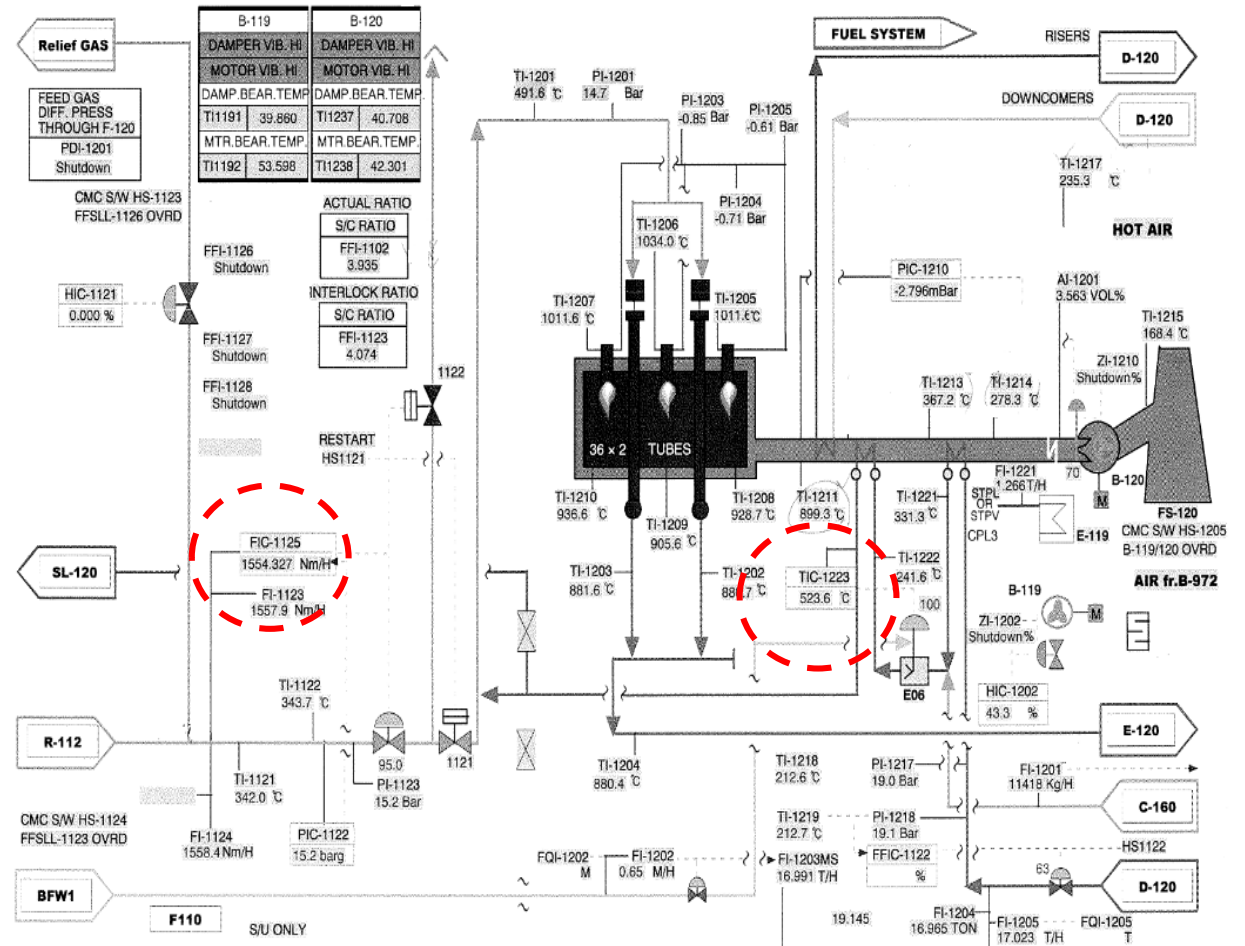 Relief GAS
B-119
B-120
DAMPER VIB. HI
DAMPER VIB. HI
MOTOR VIB. HI
MOTOR VIB. HI
DAMP.BEAR.TEMP
DAMP.BEAR.TEMP
TI1191 39.860
TI1237 40.708
MTR.BEAR.TEMP.
MTR.BEAR.TEMP.
TI1192 53.598
TI1238 42.301
FEED GAS
DIFF. PRESS
THROUGH F-120
PDI-1201
Shutdown
CMC S/W HS-1123
FFSLL-1126 OVRD
ACTUAL RATIO
S/C RATIO
FFI-1102
3.935
INTERLOCK RATIO
S/C RATIO
FFI-1123
4.074
FFI-1126
Shutdown
HIC-1121
0.000 %
FFI-1127
Shutdown
FFI-1128
Shutdown
1122
RESTART
HS1121
FUEL SYSTEM
RISERS
D-120
DOWNCOMERS
D-120
TI-1201
491.6 ℃
PI-1201
14.7 Bar
PI-1203
-0.85 Bar
PI-1205
-0.61 Bar
PI-1204
-0.71 Bar
TI-1217
235.3 ℃
HOT AIR
TI-1206
1034.0 ℃
TI-1207
1011.6 ℃
TI-1205
1011.6℃
PIC-1210
-2.796mBar
AI-1201
3.563 VOL%
TI-1215
168.4 ℃
ZI-1210
Shutdown%
TI-1213
367.2 ℃
TI-1214
278.3 ℃
36 x 2 TUBES
TI-1210
936.6 ℃
TI-1209
905.6 ℃
TI-1208
928.7 ℃
TI-1211
899.3 ℃
TI-1221
331.3 ℃
FI-1221
1.266T/H
STPL
OR
STPV
CPL3
70
B-120
M
E-119
FS-120
CMC S/W HS-1205
B-119/120 OVRD
AIR fr.B-972
SL-120
FIC-1125
1554.327 Nm/H
FI-1123
1557.9 Nm/H
TI-1203
881.6 ℃
TI-1202
℃
TIC-1223
523.6 ℃
TI-1222
241.6 ℃
100
E06
B-119
M
ZI-1202
Shutdown%
HIC-1202
43.3 %
TI-1122
343.7 ℃
R-112
95.0
1121
TI-1121
342.0 ℃
PI-1123
15.2 Bar
TI-1204
880.4 ℃
E-120
TI-1218
212.6 ℃
PI-1217
19.0 Bar
FI-1201
11418 Kg/H
C-160
CMC S/W HS-1124
FFSLL-1123 OVRD
FI-1124
1558.4 Nm/H
PIC-1122
15.2 barg
TI-1219
212.7 ℃
PI-1218
19.1 Bar
HS1122
FQI-1202
M
FI-1202
0.65 M/H
FI-1203MS
16.991 T/H
FFIC-1122
%
63
D-120
BFW1
F110
S/U ONLY
19.145
FI-1204
16.965 TON
FI-1205
17.023 T/H
FQI-1205
T